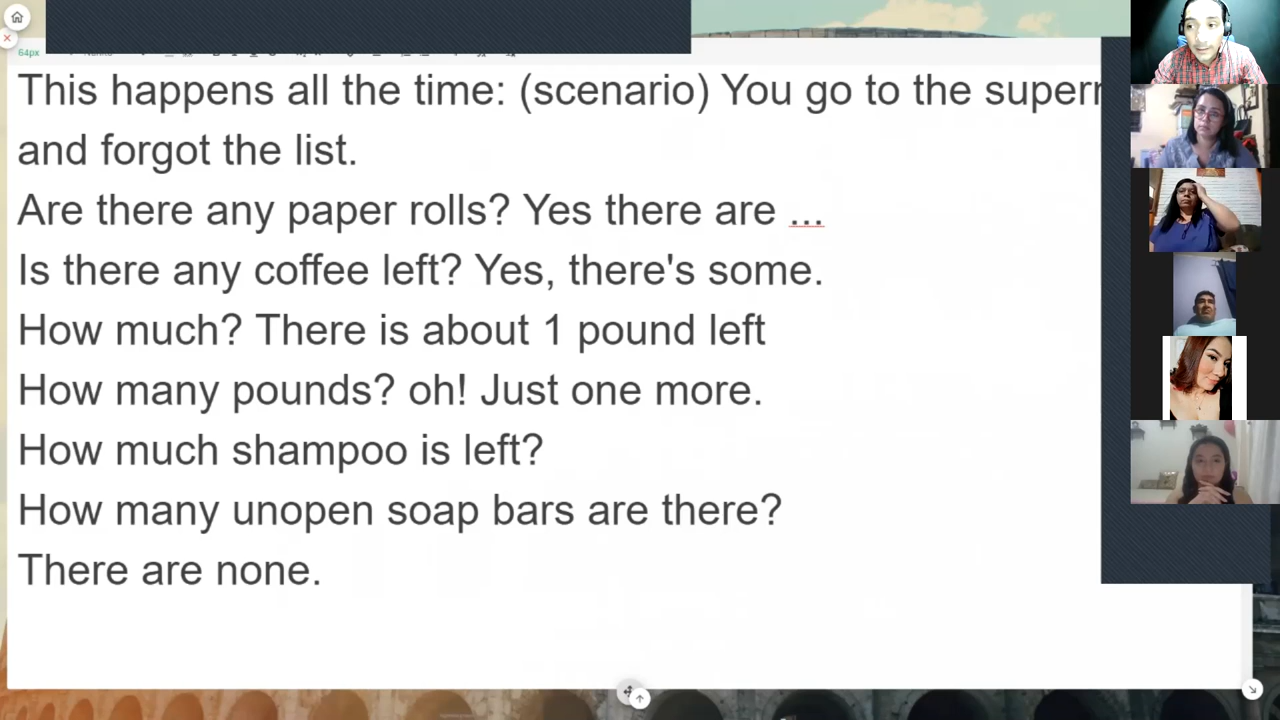 64px
This happens all the time: (scenario) You go to the
and forgot the list.
Are there any paper rolls? Yes there are ...
Is there any coffee left? Yes, there's some.
How much? There is about 1 pound left
How many pounds? oh! Just one more.
How much shampoo is left?
How many unopen soap bars are there?
There are none.